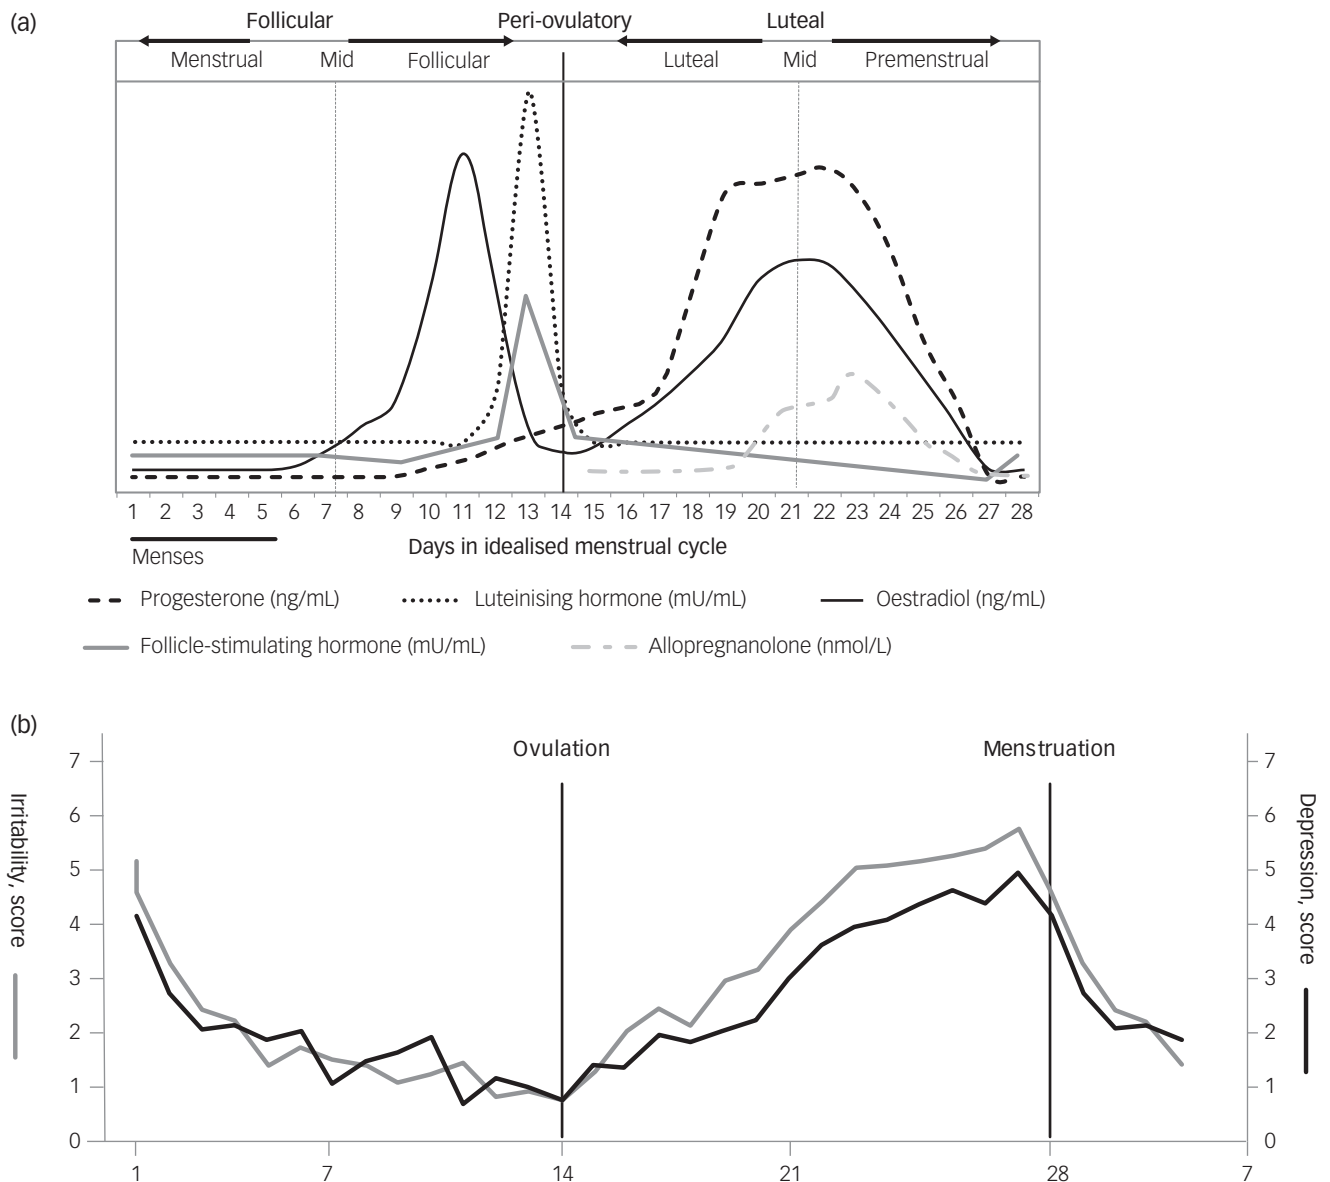 (a)
Follicular Peri-ovulatory Luteal
Menstrual Mid Follicular Luteal Mid Premenstrual
1 2 3 4 5 6 7 8 9 10 11 12 13 14 15 16 17 18 19 20 21 22 23 24 25 26 27 28
Menses
Days in idealised menstrual cycle
Progesterone (ng/mL) Luteinising hormone (mU/mL) Oestradiol (ng/mL)
Follicle-stimulating hormone (mU/mL) Allopregnanolone (nmol/L)
(b)
Ovulation Menstruation
Irritability, score
7
6
5
4
3
2
1
0
7
6
5
4
3
2
1
0
Depression, score
1 7 14 21 28 7